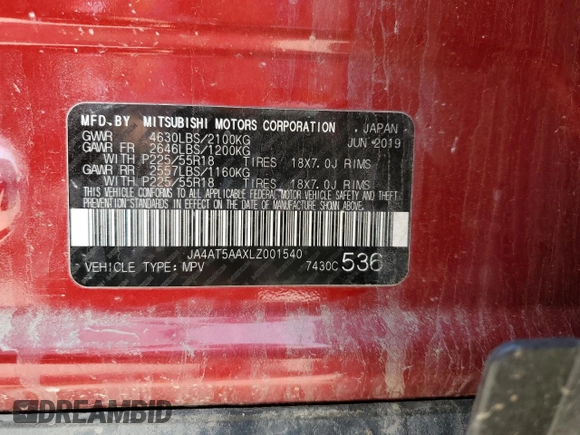 MFD.BY MITSUBISHI MOTORS CORPORATION . JAPAN
GVWR 4630LBS/2100KG JUN 2019
GAWR FR 2646LBS/1200KG
WITH P225/55R18 TIRES 18X7.0J RIMS
GAWR RR 2557LBS/1160KG
WITH P225/55R18 TIRES 18X7.0J RIMS
THIS VEHICLE CONFORMS TO ALL APPLICABLE FEDERAL MOTOR VEHICLE SAFETY AND THEFT
PREVENTION STANDARDS IN EFFECT ON THE DATE OF MANUFACTURE SHOWN ABOVE.
JA4AT5AAXLZ001540
VEHICLE TYPE: MPV 7430C 536
DREAMBID